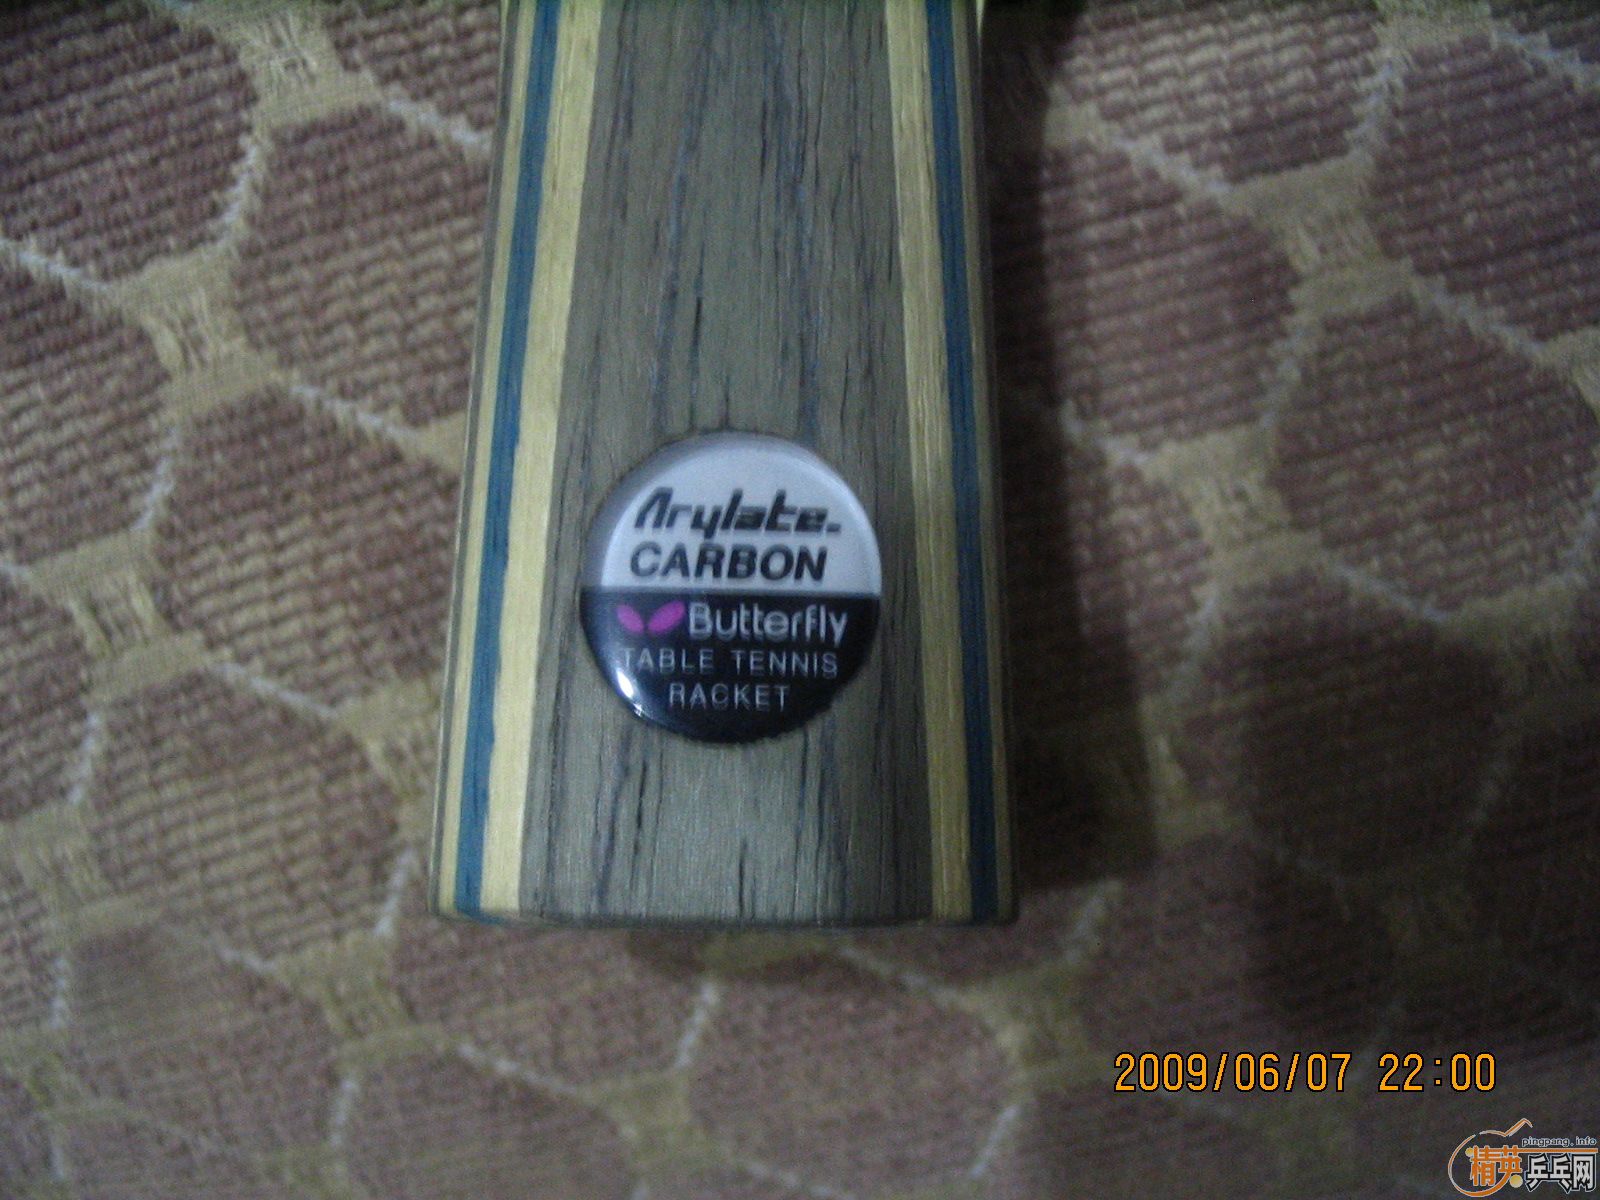 Arylate-
CARBON
Butterfly
TABLE TENNIS
RACKET
2009/06/07 22:00
pingpang.info
精英乒乓网